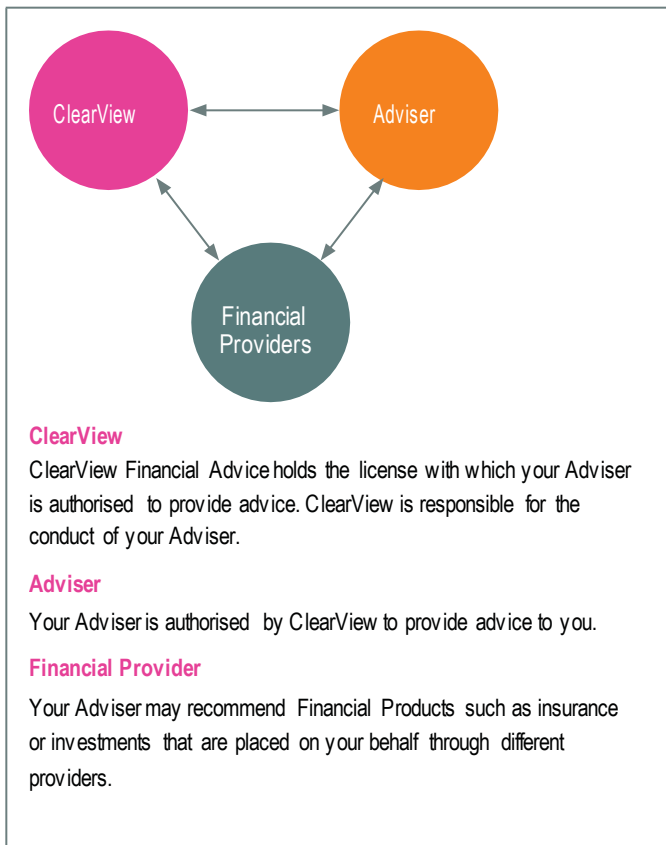 ClearView
Adviser
Financial
Providers
ClearView
ClearView Financial Advice holds the license with which your Adviser
is authorised to provide advice. ClearView is responsible for the
conduct of your Adviser.
Adviser
Your Adviser is authorised by ClearView to provide advice to you.
Financial Provider
Your Adviser may recommend Financial Products such as insurance
or investments that are placed on your behalf through different
providers.